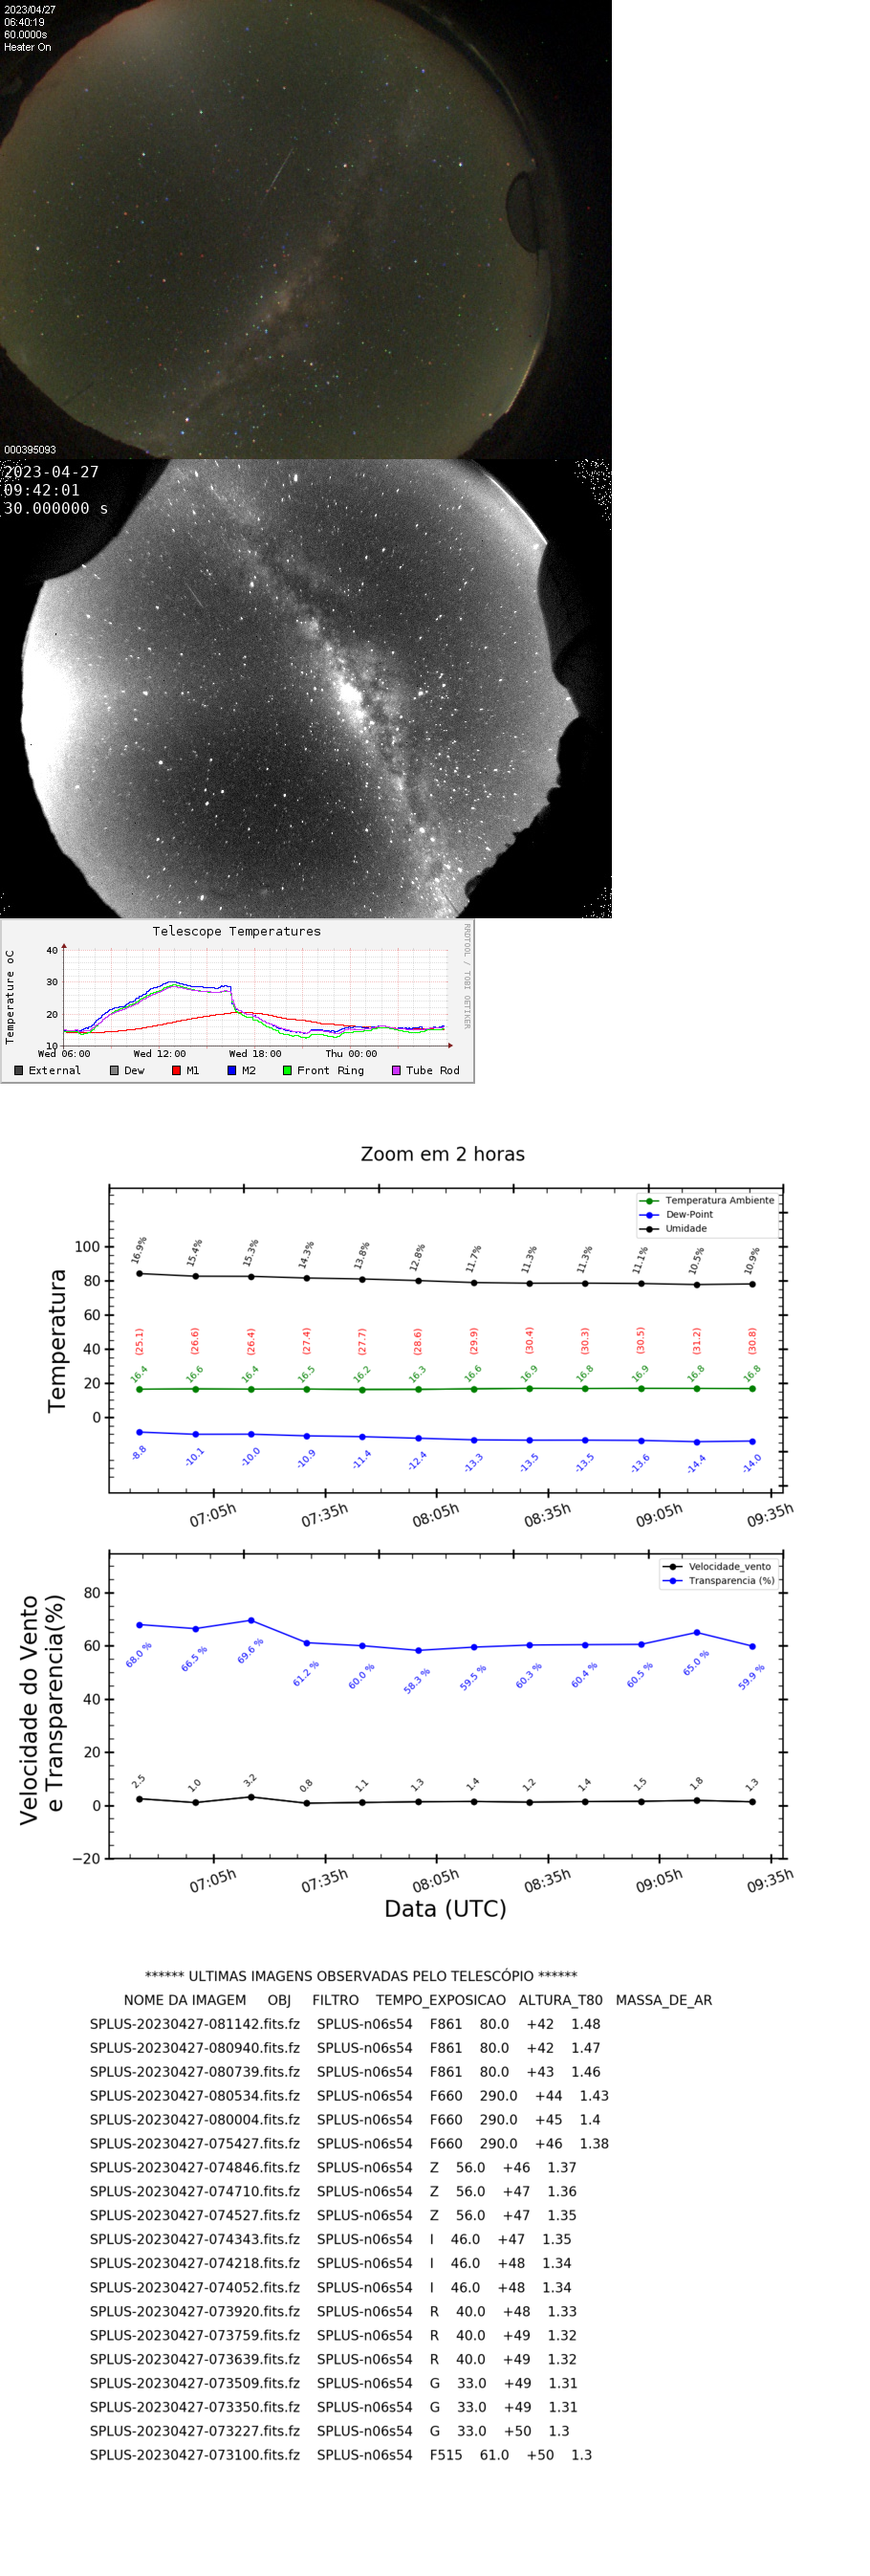 2023/04/27
06:40:19
60.0000s
Heater On
000395093
2023-04-27
09:42:01
30.000000 s
Telescope Temperatures
RRDTOOL / TOBI OETIKER
Temperature oC
40
30
20
10
Wed 06:00 Wed 12:00 Wed 18:00 Thu 00:00
External Dew M1 M2 Front Ring Tube Rod
Zoom em 2 horas
Temperatura Ambiente
Dew-Point
Umidade
Temperatura
100
80
60
40
20
0
16.9% 15.4% 15.3% 14.3% 13.8% 12.8% 11.7% 11.3% 11.3% 11.1% 10.5% 10.9%
(25.1) (26.6) (26.4) (27.4) (27.7) (28.6) (29.9) (30.4) (30.3) (30.5) (31.2) (30.8)
16.4 16.6 16.4 16.5 16.2 16.3 16.6 16.9 16.8 16.9 16.8 16.8
-8.8 -10.1 -10.0 -10.9 -11.4 -12.4 -13.3 -13.5 -13.5 -13.6 -14.4 -14.0
07:05h 07:35h 08:05h 08:35h 09:05h 09:35h
Velocidade_vento
Transparencia (%)
Velocidade do Vento
e Transparencia(%)
80
60
40
20
0
−20
68.0 % 66.5 % 69.6 % 61.2 % 60.0 % 58.3 % 59.5 % 60.3 % 60.4 % 60.5 % 65.0 % 59.9 %
2.5 1.0 3.2 0.8 1.1 1.3 1.4 1.2 1.4 1.5 1.8 1.3
07:05h 07:35h 08:05h 08:35h 09:05h 09:35h
Data (UTC)
****** ULTIMAS IMAGENS OBSERVADAS PELO TELESCÓPIO ******
NOME DA IMAGEM OBJ FILTRO TEMPO_EXPOSICAO ALTURA_T80 MASSA_DE_AR
SPLUS-20230427-081142.fits.fz SPLUS-n06s54 F861 80.0 +42 1.48
SPLUS-20230427-080940.fits.fz SPLUS-n06s54 F861 80.0 +42 1.47
SPLUS-20230427-080739.fits.fz SPLUS-n06s54 F861 80.0 +43 1.46
SPLUS-20230427-080534.fits.fz SPLUS-n06s54 F660 290.0 +44 1.43
SPLUS-20230427-080004.fits.fz SPLUS-n06s54 F660 290.0 +45 1.4
SPLUS-20230427-075427.fits.fz SPLUS-n06s54 F660 290.0 +46 1.38
SPLUS-20230427-074846.fits.fz SPLUS-n06s54 Z 56.0 +46 1.37
SPLUS-20230427-074710.fits.fz SPLUS-n06s54 Z 56.0 +47 1.36
SPLUS-20230427-074527.fits.fz SPLUS-n06s54 Z 56.0 +47 1.35
SPLUS-20230427-074343.fits.fz SPLUS-n06s54 I 46.0 +47 1.35
SPLUS-20230427-074218.fits.fz SPLUS-n06s54 I 46.0 +48 1.34
SPLUS-20230427-074052.fits.fz SPLUS-n06s54 I 46.0 +48 1.34
SPLUS-20230427-073920.fits.fz SPLUS-n06s54 R 40.0 +48 1.33
SPLUS-20230427-073759.fits.fz SPLUS-n06s54 R 40.0 +49 1.32
SPLUS-20230427-073639.fits.fz SPLUS-n06s54 R 40.0 +49 1.32
SPLUS-20230427-073509.fits.fz SPLUS-n06s54 G 33.0 +49 1.31
SPLUS-20230427-073350.fits.fz SPLUS-n06s54 G 33.0 +49 1.31
SPLUS-20230427-073227.fits.fz SPLUS-n06s54 G 33.0 +50 1.3
SPLUS-20230427-073100.fits.fz SPLUS-n06s54 F515 61.0 +50 1.3